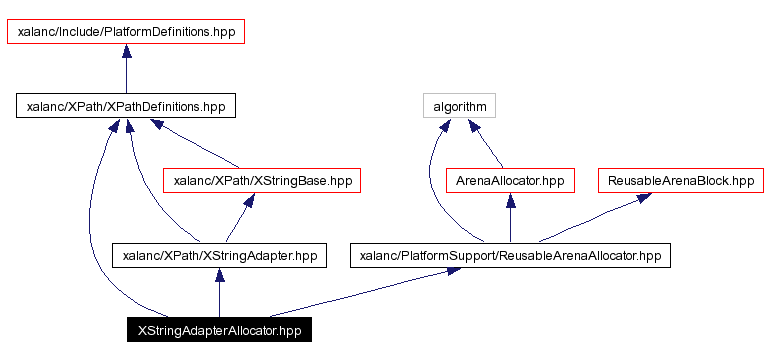 xalanc/Include/PlatformDefinitions.hpp
xalanc/XPath/XPathDefinitions.hpp
algorithm
xalanc/XPath/XStringBase.hpp
ArenaAllocator.hpp
ReusableArenaBlock.hpp
xalanc/XPath/XStringAdapter.hpp
xalanc/PlatformSupport/ReusableArenaAllocator.hpp
XStringAdapterAllocator.hpp